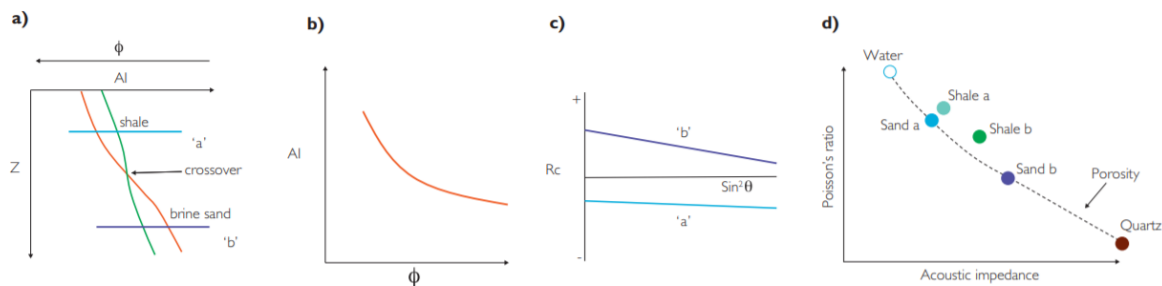 a)
ϕ
AI
shale
'a'
Z
crossover
brine sand
'b'
b)
AI
ϕ
c)
+
'b'
Rc
Sin²θ
'a'
-
d)
Water
Shale a
Sand a
Shale b
Poisson's ratio
Sand b
Porosity
Quartz
Acoustic impedance